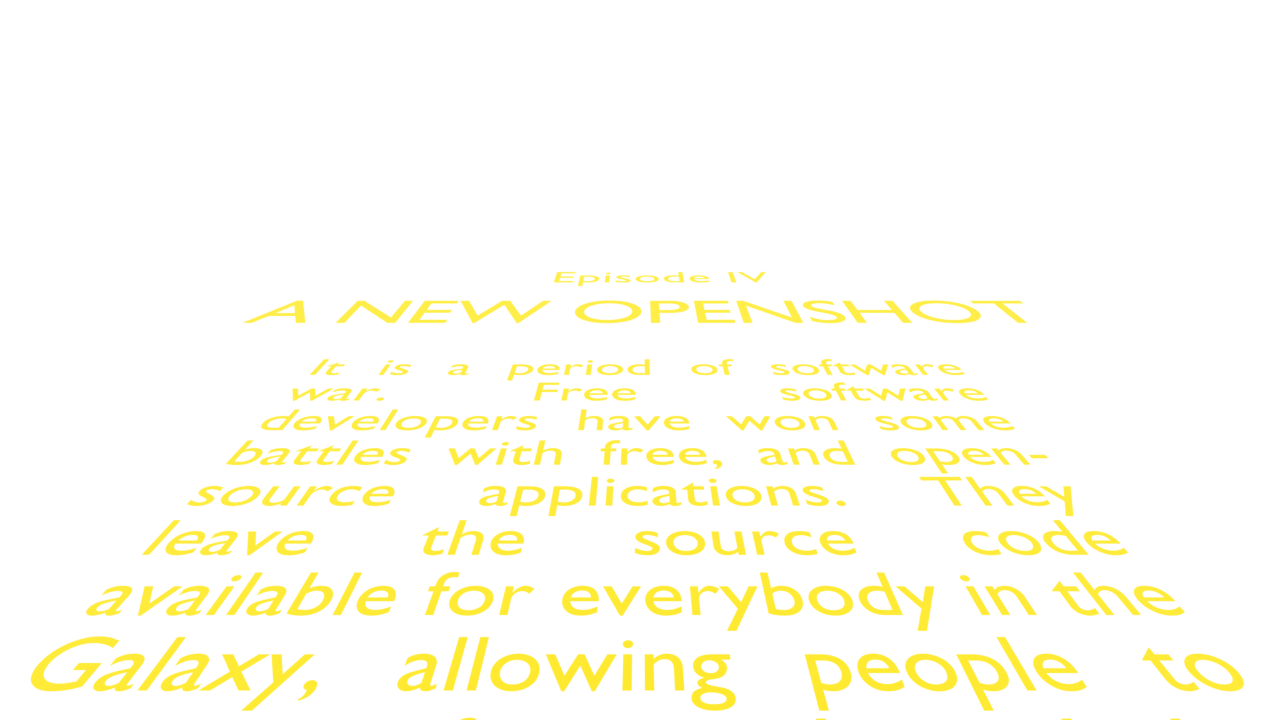 Episode IV
A NEW OPENSHOT
It is a period of software
war. Free software
developers have won some
battles with free, and open-
source applications. They
leave the source code
available for everybody in the
Galaxy, allowing people to